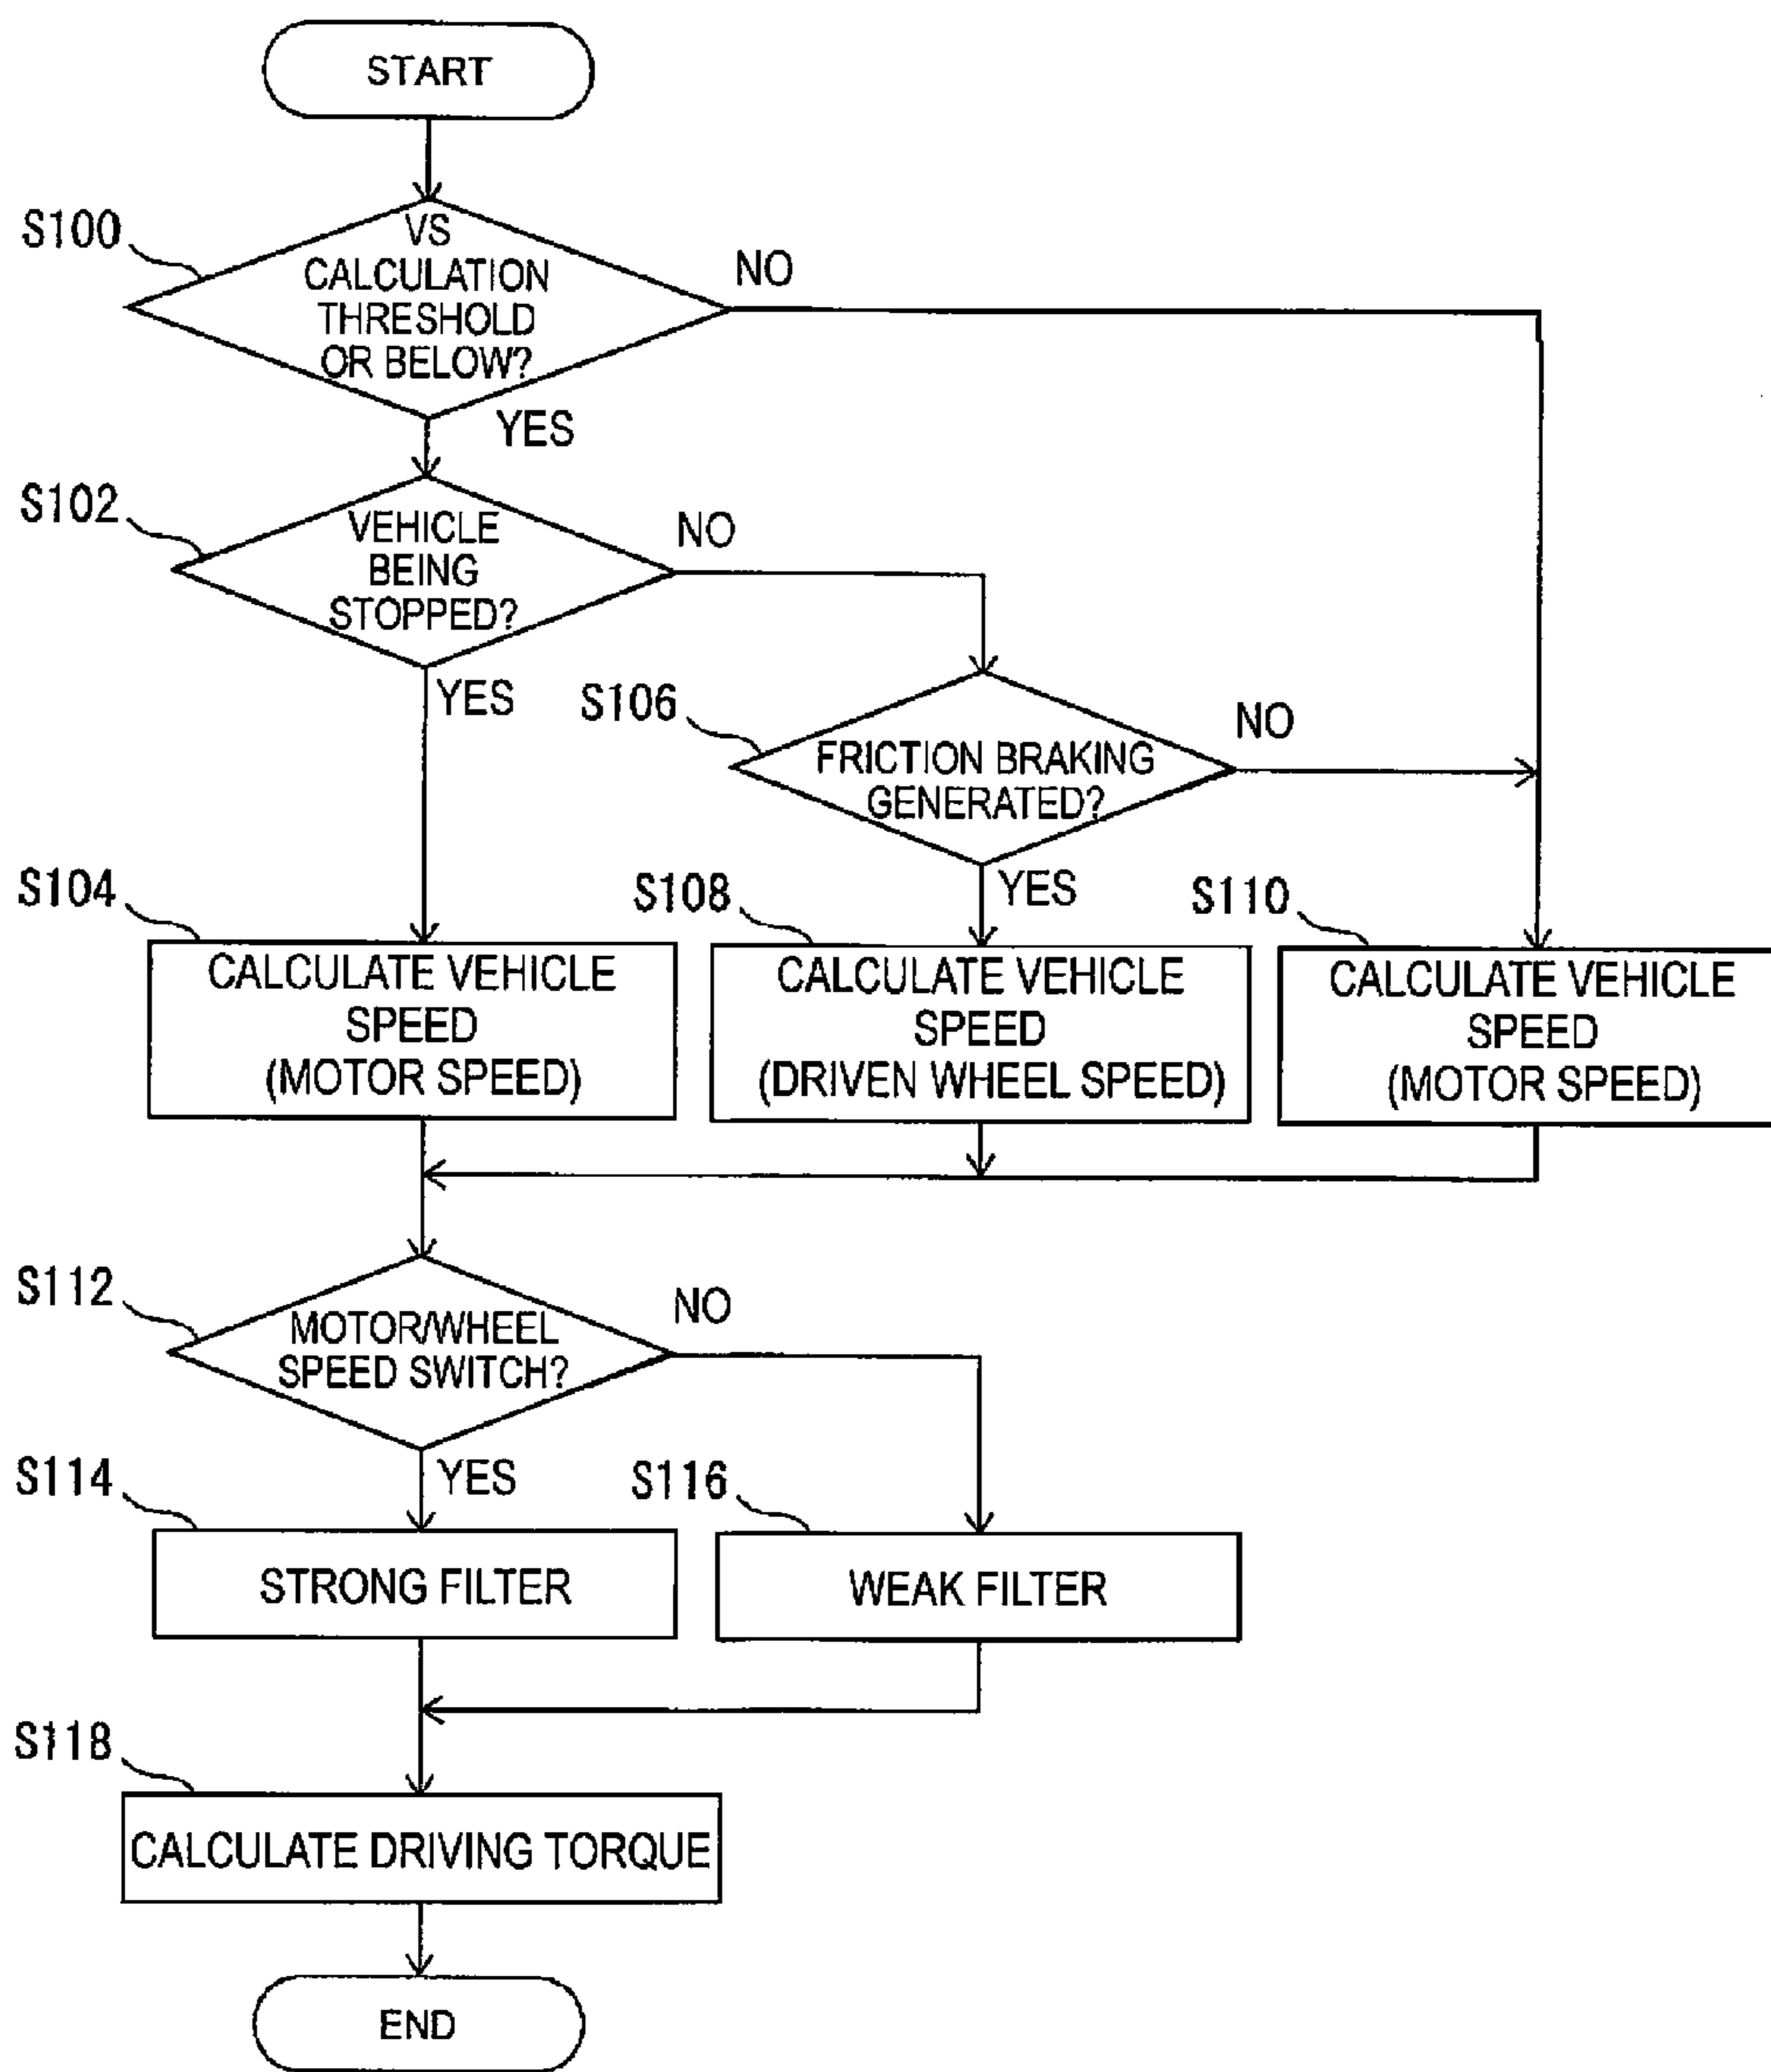 START
S100
VS
CALCULATION
THRESHOLD
OR BELOW?
NO
YES
S102
VEHICLE
BEING
STOPPED?
NO
YES
S106
FRICTION BRAKING
GENERATED?
NO
YES
S104
CALCULATE VEHICLE
SPEED
(MOTOR SPEED)
S108
CALCULATE VEHICLE
SPEED
(DRIVEN WHEEL SPEED)
S110
CALCULATE VEHICLE
SPEED
(MOTOR SPEED)
S112
MOTOR/WHEEL
SPEED SWITCH?
NO
YES
S114
STRONG FILTER
S116
WEAK FILTER
S118
CALCULATE DRIVING TORQUE
END